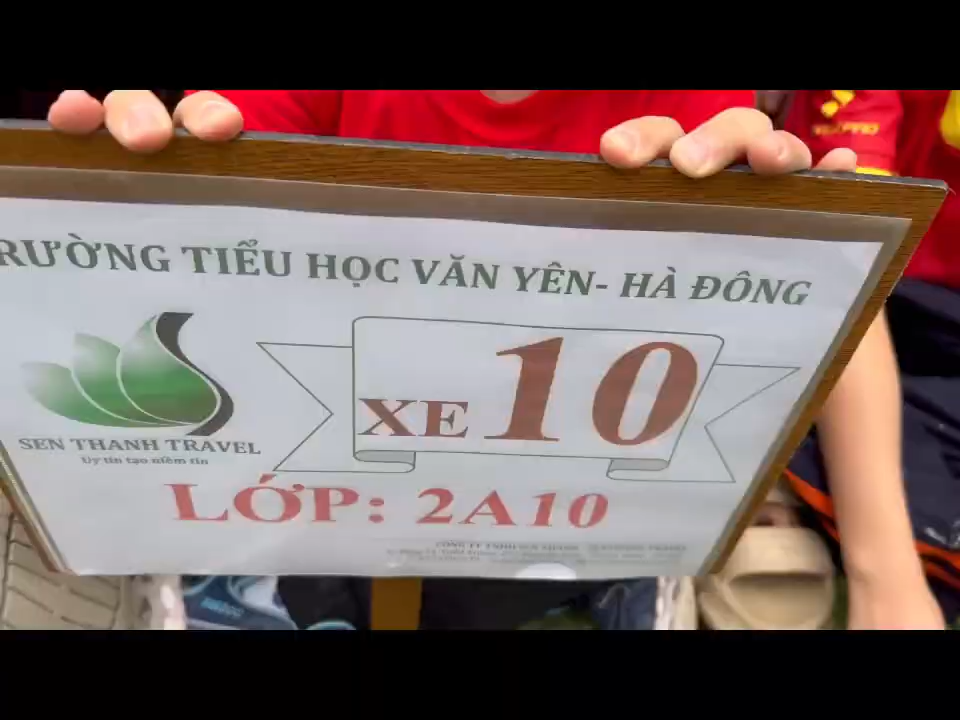 RƯỜNG TIỂU HỌC VĂN YÊN- HÀ ĐÔNG
XE 10
SEN THANH TRAVEL
Uy tín tạo niềm tin
LỚP: 2A10